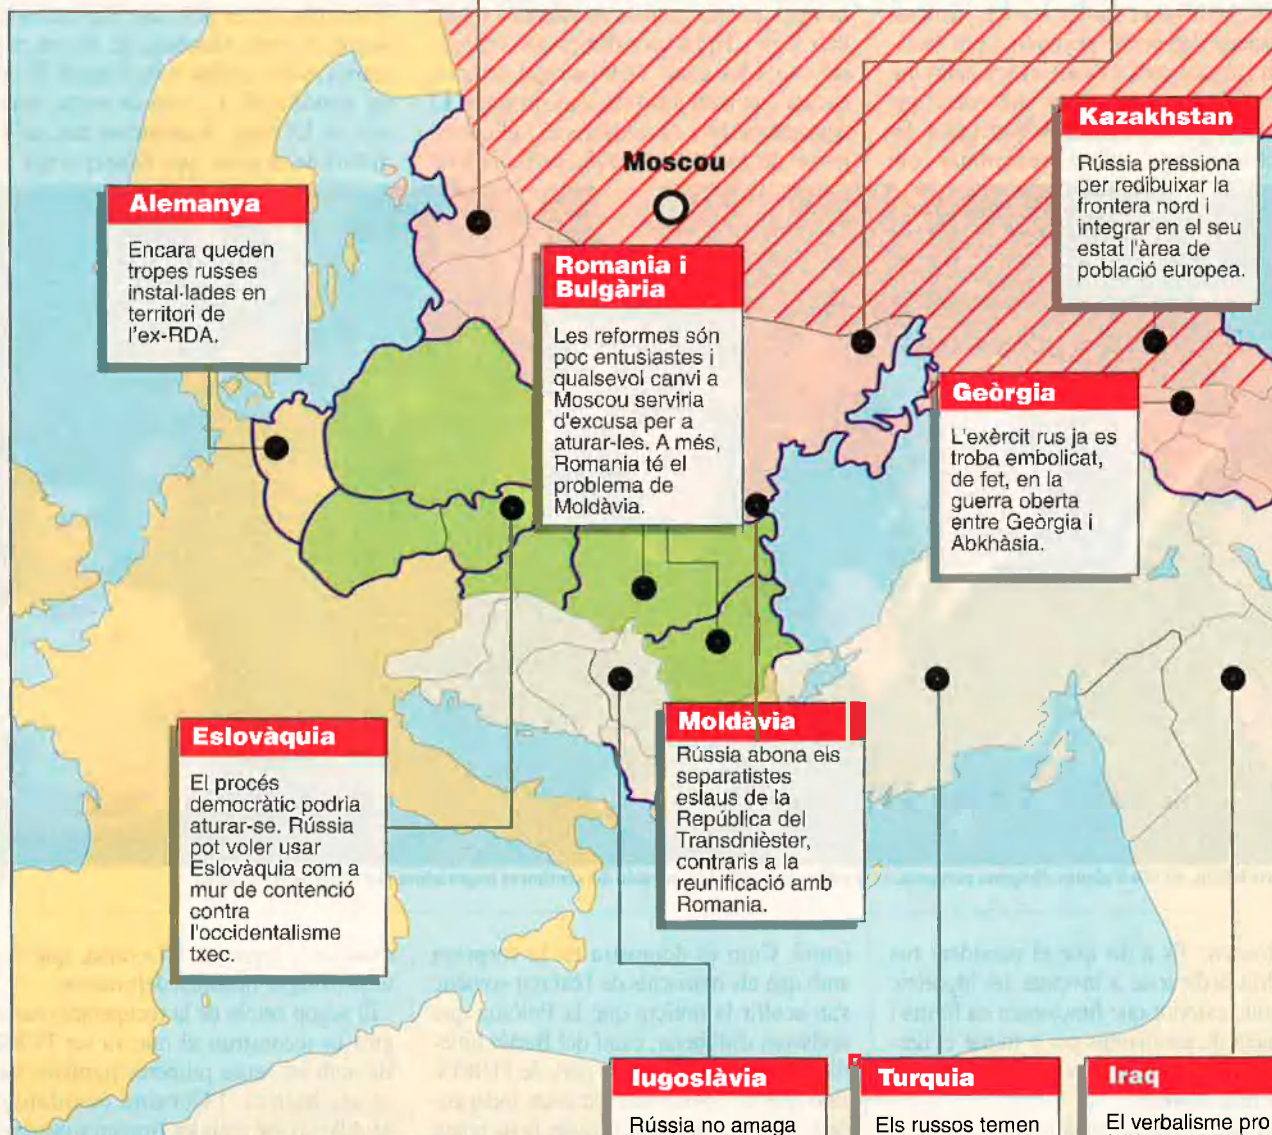 Moscou
Kazakhstan
Rússia pressiona
per redibuixar la
frontera nord i
integrar en el seu
estat l'àrea de
població europea.
Alemanya
Encara queden
tropes russes
instal·lades en
territori de
l'ex-RDA.
Romania i
Bulgària
Les reformes són
poc entusiastes i
qualsevol canvi a
Moscou serviria
d'excusa per a
aturar-les. A més,
Romania té el
problema de
Moldàvia.
Geòrgia
L'exèrcit rus ja es
troba embolicat,
de fet, en la
guerra oberta
entre Geòrgia i
Abkhàsia.
Eslovàquia
El procés
democràtic podria
aturar-se. Rússia
pot voler usar
Eslovàquia com a
mur de contenció
contra
l'occidentalisme
txec.
Moldàvia
Rússia abona els
separatistes
eslaus de la
República del
Transdnièster,
contraris a la
reunificació amb
Romania.
Iugoslàvia
Rússia no amaga
Turquia
Els russos temen
Iraq
El verbalisme pro